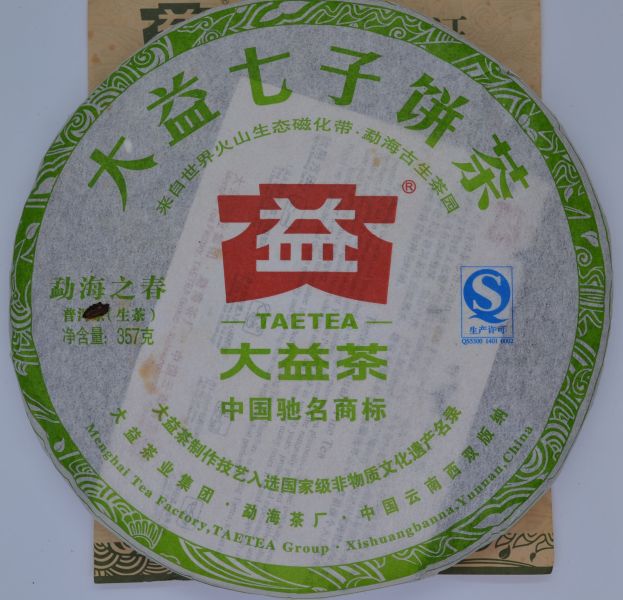 大益七子饼茶
来自世界火山生态磁化带·勐海古生茶园
益
®
TAETEA
大益茶
中国驰名商标
勐海之春
（生茶）
净含量：357克
生产许可
QS5300 1401 0002
大益茶制作技艺入选国家级非物质文化遗产名录
大益茶业集团·勐海茶厂·中国云南西双版纳
Menghai Tea Factory,TAETEA Group·Xishuangbanna,Yunnan,China